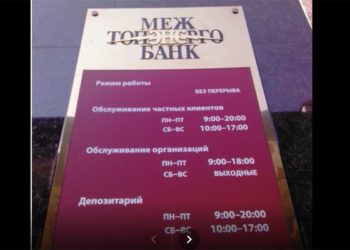 МЕЖ
ТОПЭНЕРГО
БАНК
Режим работы
БЕЗ ПЕРЕРЫВА
Обслуживание частных клиентов
ПН–ПТ 9:00–20:00
СБ–ВС 10:00–17:00
Обслуживание организаций
ПН–ПТ 9:00–18:00
СБ–ВС ВЫХОДНЫЕ
Депозитарий
ПН–ПТ 9:00–20:00
СБ–ВС 10:00–17:00